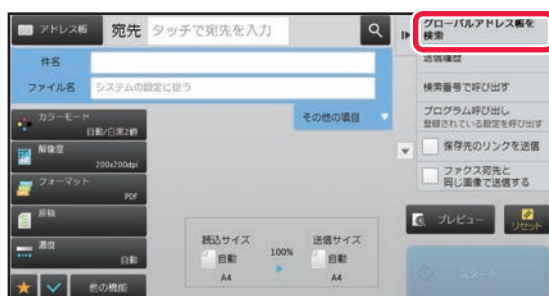 アドレス帳
宛先
タッチで宛先を入力
グローバルアドレス帳を
検索
件名
送信履歴
ファイル名
システムの設定に従う
検索番号で呼び出す
カラーモード
自動/白黒2値
その他の項目
プログラム呼び出し
登録されている設定を呼び出す
解像度
200x200dpi
保存先のリンクを送信
フォーマット
PDF
ファクス宛先と
同じ画像で送信する
原稿
プレビュー
リセット
濃度
自動
読込サイズ
自動
A4
100%
送信サイズ
自動
A4
他の機能
スタート